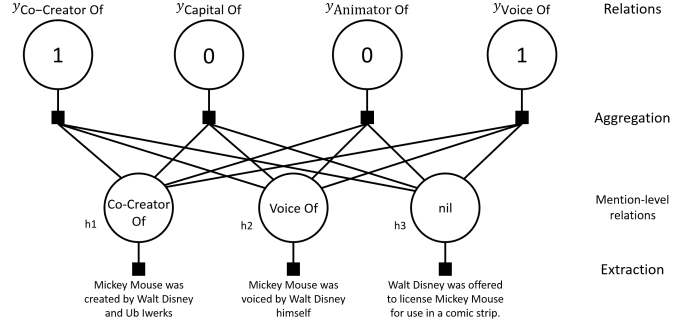 yCo-Creator Of yCapital Of yAnimator Of yVoice Of Relations
1 0 0 1
Aggregation
Co-Creator
Of
Voice Of
nil
Mention-level
relations
h1 h2 h3
Extraction
Mickey Mouse was
created by Walt Disney
and Ub Iwerks
Mickey Mouse was
voiced by Walt Disney
himself
Walt Disney was offered
to license Mickey Mouse
for use in a comic strip.